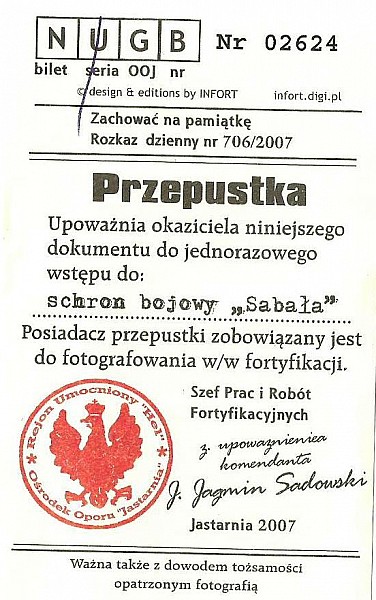 NUGB Nr 02624
bilet seria OOJ nr
© design & editions by INFORT infort.digi.pl
Zachować na pamiątkę
Rozkaz dzienny nr 706/2007
Przepustka
Upoważnia okaziciela niniejszego
dokumentu do jednorazowego
wstępu do:
schron bojowy „Sabała”
Posiadacz przepustki zobowiązany jest
do fotografowania w/w fortyfikacji.
Rejon Umocniony "Hel"
Ośrodek Oporu "Jastarnia"
Szef Prac i Robót
Fortyfikacyjnych
z upoważnienica
komendanta
J. Jagmin Sadowski
Jastarnia 2007
Ważna także z dowodem tożsamości
opatrzonym fotografią